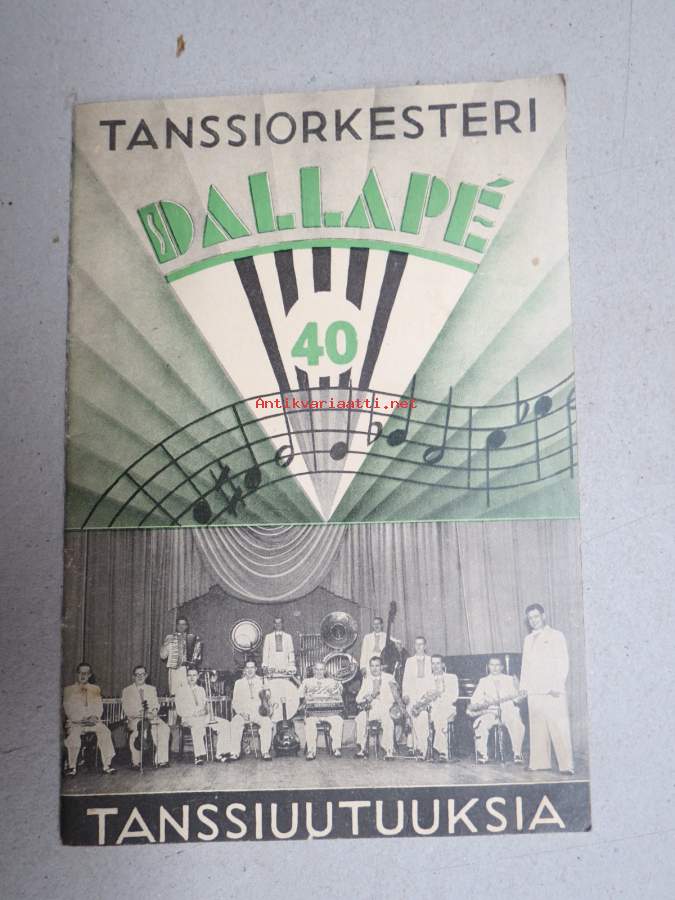 TANSSIORKESTERI
DALLAPÉ
40
Antikvariaatti.net
TANSSIUUTUUKSIA